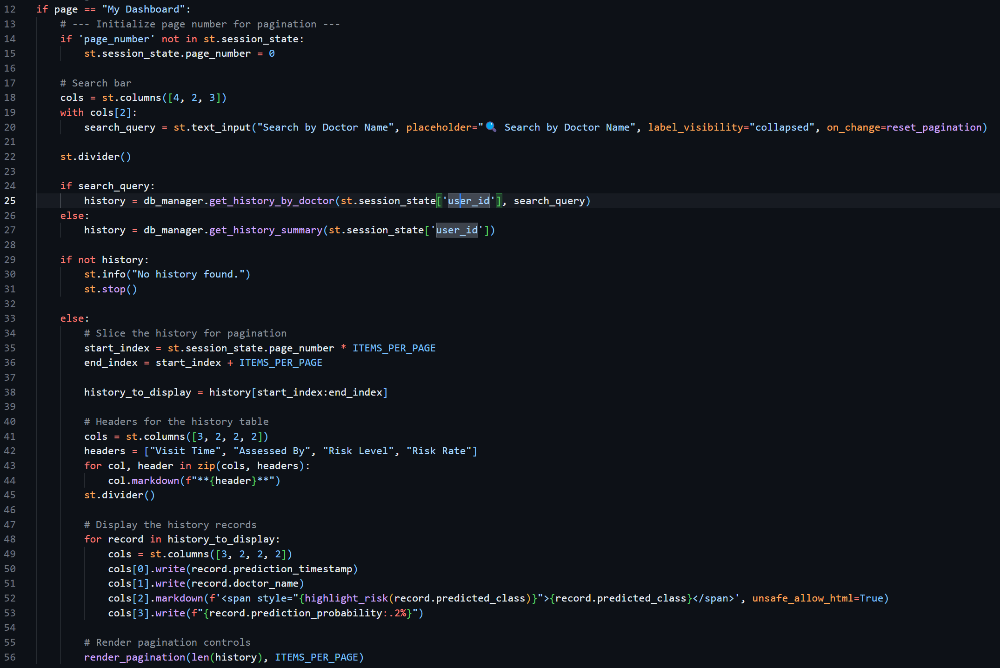 12 if page == "My Dashboard":
13     # --- Initialize page number for pagination ---
14     if 'page_number' not in st.session_state:
15         st.session_state.page_number = 0
16
17     # Search bar
18     cols = st.columns([4, 2, 3])
19     with cols[2]:
20         search_query = st.text_input("Search by Doctor Name", placeholder="🔍 Search by Doctor Name", label_visibility="collapsed", on_change=reset_pagination)
21
22     st.divider()
23
24     if search_query:
25         history = db_manager.get_history_by_doctor(st.session_state['user_id'], search_query)
26     else:
27         history = db_manager.get_history_summary(st.session_state['user_id'])
28
29     if not history:
30         st.info("No history found.")
31         st.stop()
32
33     else:
34         # Slice the history for pagination
35         start_index = st.session_state.page_number * ITEMS_PER_PAGE
36         end_index = start_index + ITEMS_PER_PAGE
37
38         history_to_display = history[start_index:end_index]
39
40         # Headers for the history table
41         cols = st.columns([3, 2, 2, 2])
42         headers = ["Visit Time", "Assessed By", "Risk Level", "Risk Rate"]
43         for col, header in zip(cols, headers):
44             col.markdown(f"**{header}**")
45         st.divider()
46
47         # Display the history records
48         for record in history_to_display:
49             cols = st.columns([3, 2, 2, 2])
50             cols[0].write(record.prediction_timestamp)
51             cols[1].write(record.doctor_name)
52             cols[2].markdown(f'<span style="{highlight_risk(record.predicted_class)}">{record.predicted_class}</span>', unsafe_allow_html=True)
53             cols[3].write(f"{record.prediction_probability:.2%}")
54
55         # Render pagination controls
56         render_pagination(len(history), ITEMS_PER_PAGE)